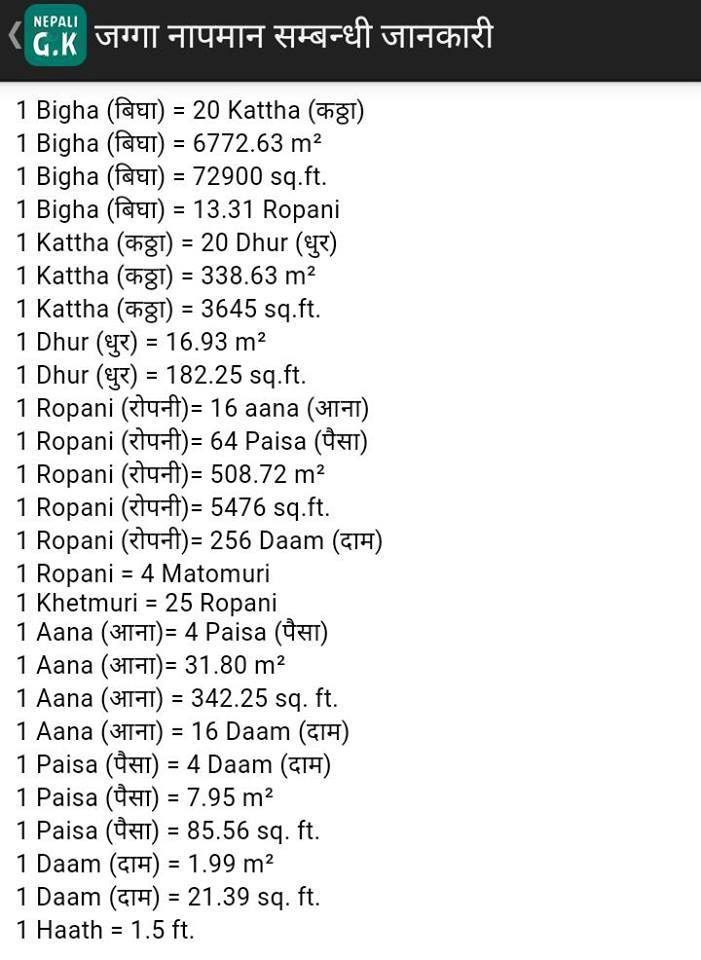 NEPALI
G.K
जग्गा नापमान सम्बन्धी जानकारी
1 Bigha (बिघा) = 20 Kattha (कठ्ठा)
1 Bigha (बिघा) = 6772.63 m²
1 Bigha (बिघा) = 72900 sq.ft.
1 Bigha (बिघा) = 13.31 Ropani
1 Kattha (कठ्ठा) = 20 Dhur (धुर)
1 Kattha (कठ्ठा) = 338.63 m²
1 Kattha (कठ्ठा) = 3645 sq.ft.
1 Dhur (धुर) = 16.93 m²
1 Dhur (धुर) = 182.25 sq.ft.
1 Ropani (रोपनी)= 16 aana (आना)
1 Ropani (रोपनी)= 64 Paisa (पैसा)
1 Ropani (रोपनी)= 508.72 m²
1 Ropani (रोपनी)= 5476 sq.ft.
1 Ropani (रोपनी)= 256 Daam (दाम)
1 Ropani = 4 Matomuri
1 Khetmuri = 25 Ropani
1 Aana (आना)= 4 Paisa (पैसा)
1 Aana (आना)= 31.80 m²
1 Aana (आना) = 342.25 sq. ft.
1 Aana (आना) = 16 Daam (दाम)
1 Paisa (पैसा) = 4 Daam (दाम)
1 Paisa (पैसा) = 7.95 m²
1 Paisa (पैसा) = 85.56 sq. ft.
1 Daam (दाम) = 1.99 m²
1 Daam (दाम) = 21.39 sq. ft.
1 Haath = 1.5 ft.